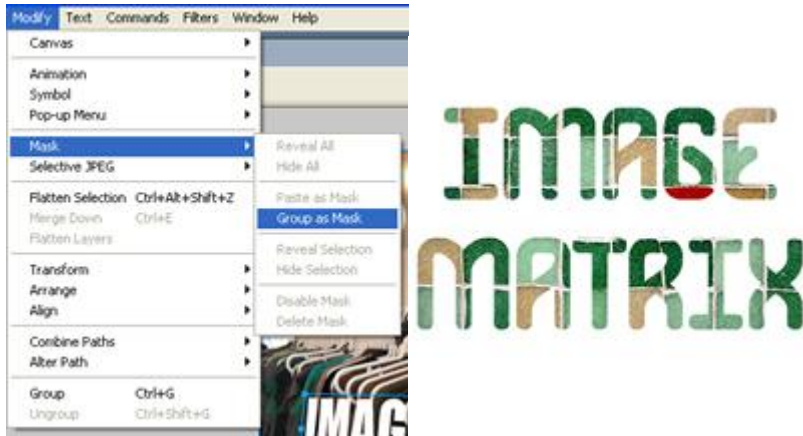 Modify Text Commands Filters Window Help
Canvas
Animation
Symbol
Pop-up Menu
Mask
Selective JPEG
Flatten Selection Ctrl+Alt+Shift+Z
Merge Down Ctrl+E
Flatten Layers
Transform
Arrange
Align
Combine Paths
Alter Path
Group Ctrl+G
Ungroup Ctrl+Shift+G
Reveal All
Hide All
Paste as Mask
Group as Mask
Reveal Selection
Hide Selection
Disable Mask
Delete Mask
IMAG
IMAGE
MATRIX